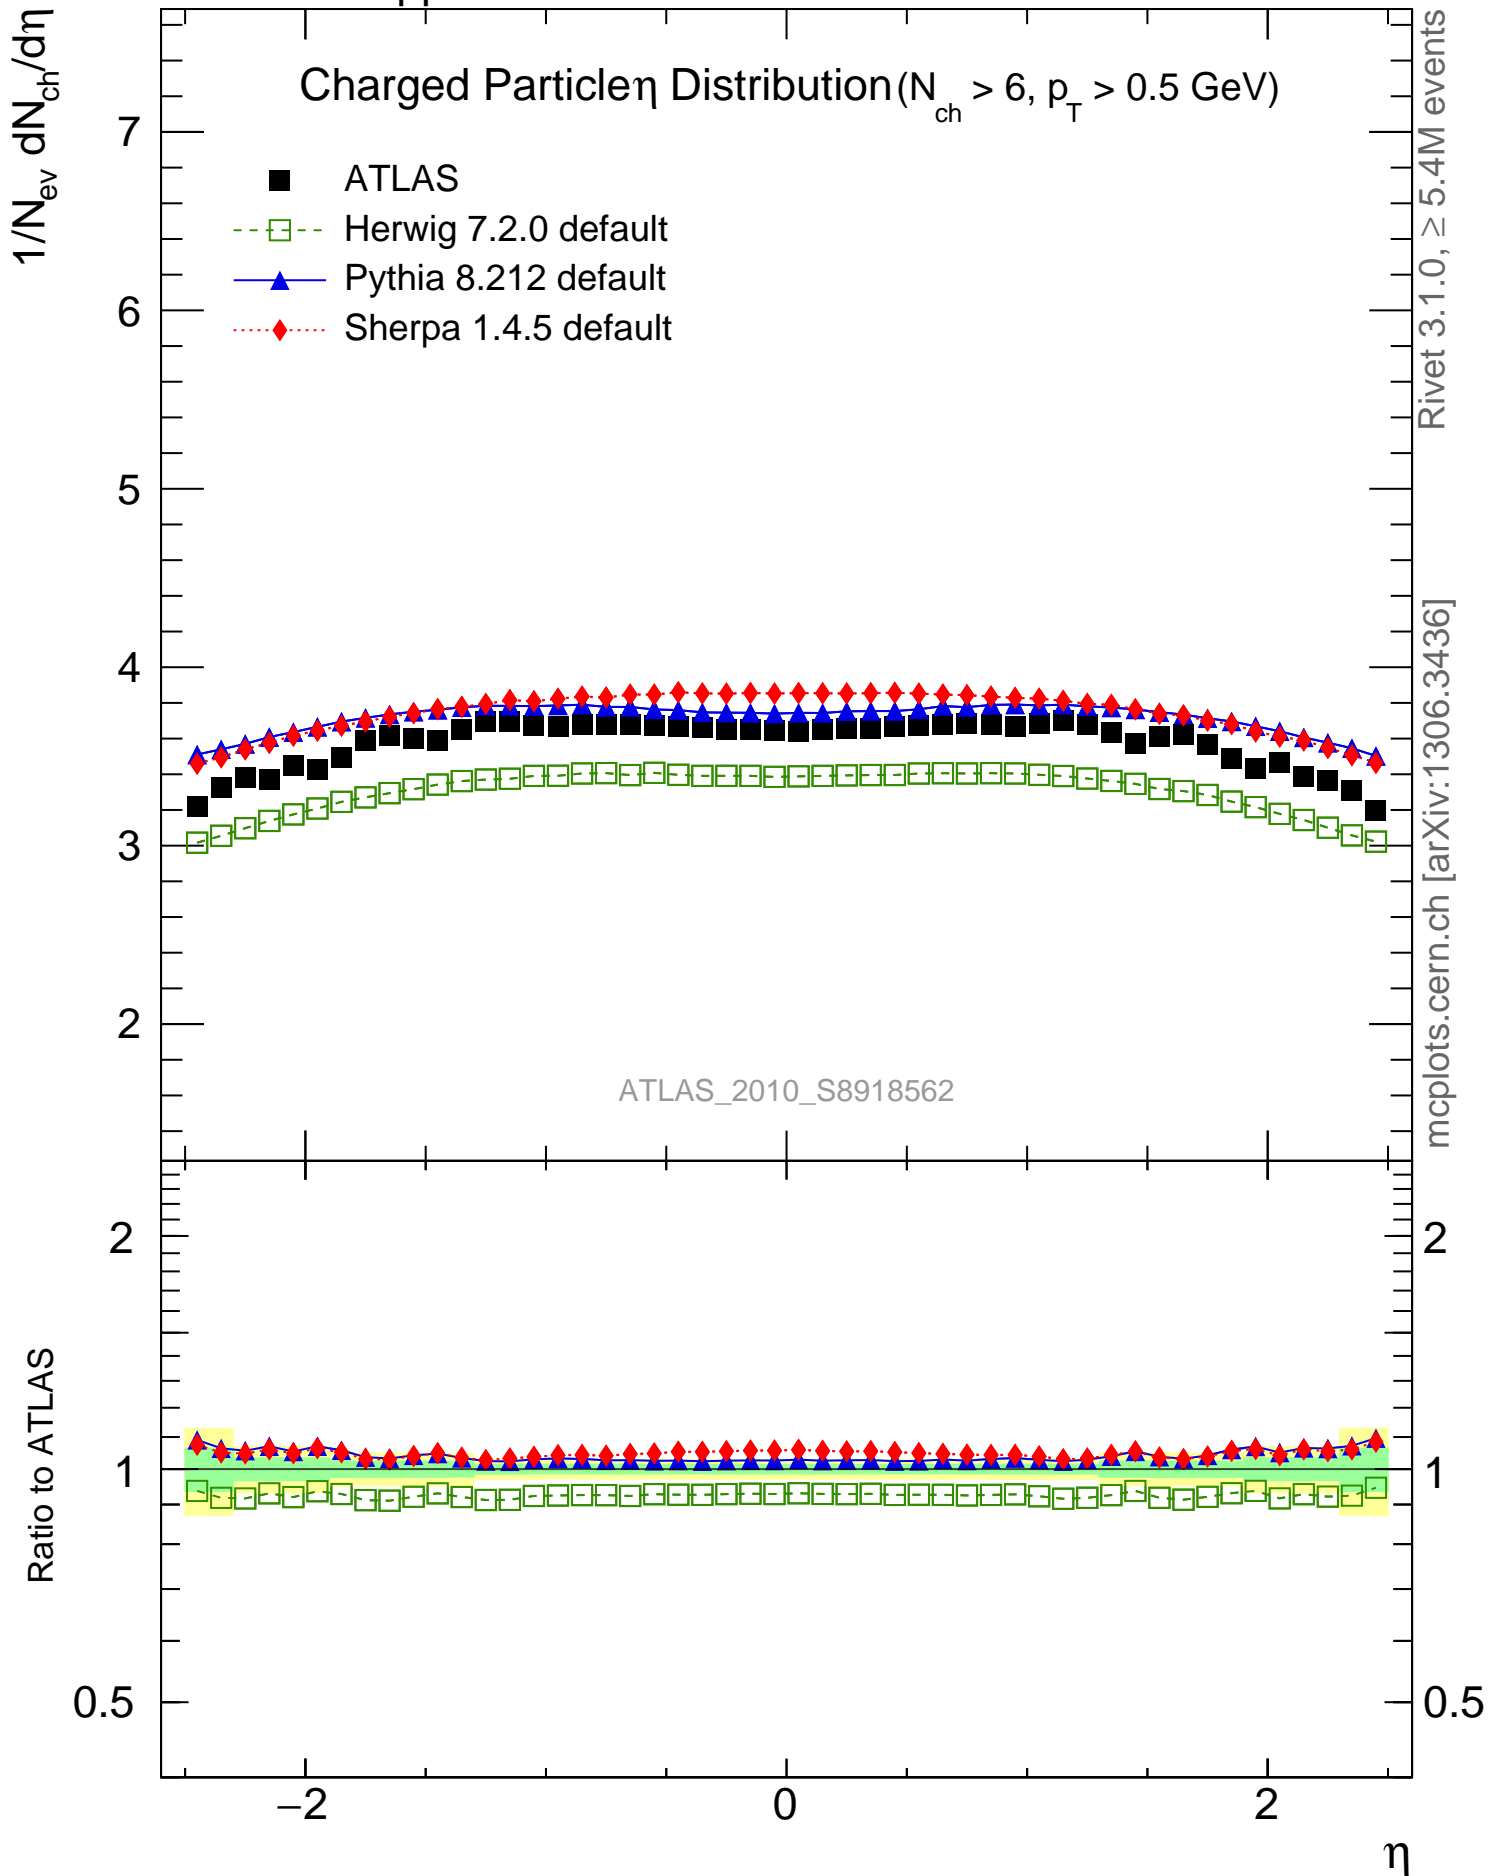 pp
1/N_ev dN_ch/dη
Charged Particleη Distribution(N_ch > 6, p_T > 0.5 GeV)
ATLAS
Herwig 7.2.0 default
Pythia 8.212 default
Sherpa 1.4.5 default
7
6
5
4
3
2
ATLAS_2010_S8918562
Rivet 3.1.0, ≥ 5.4M events
mcplots.cern.ch [arXiv:1306.3436]
Ratio to ATLAS
2
1
0.5
2
1
0.5
−2
0
2
η